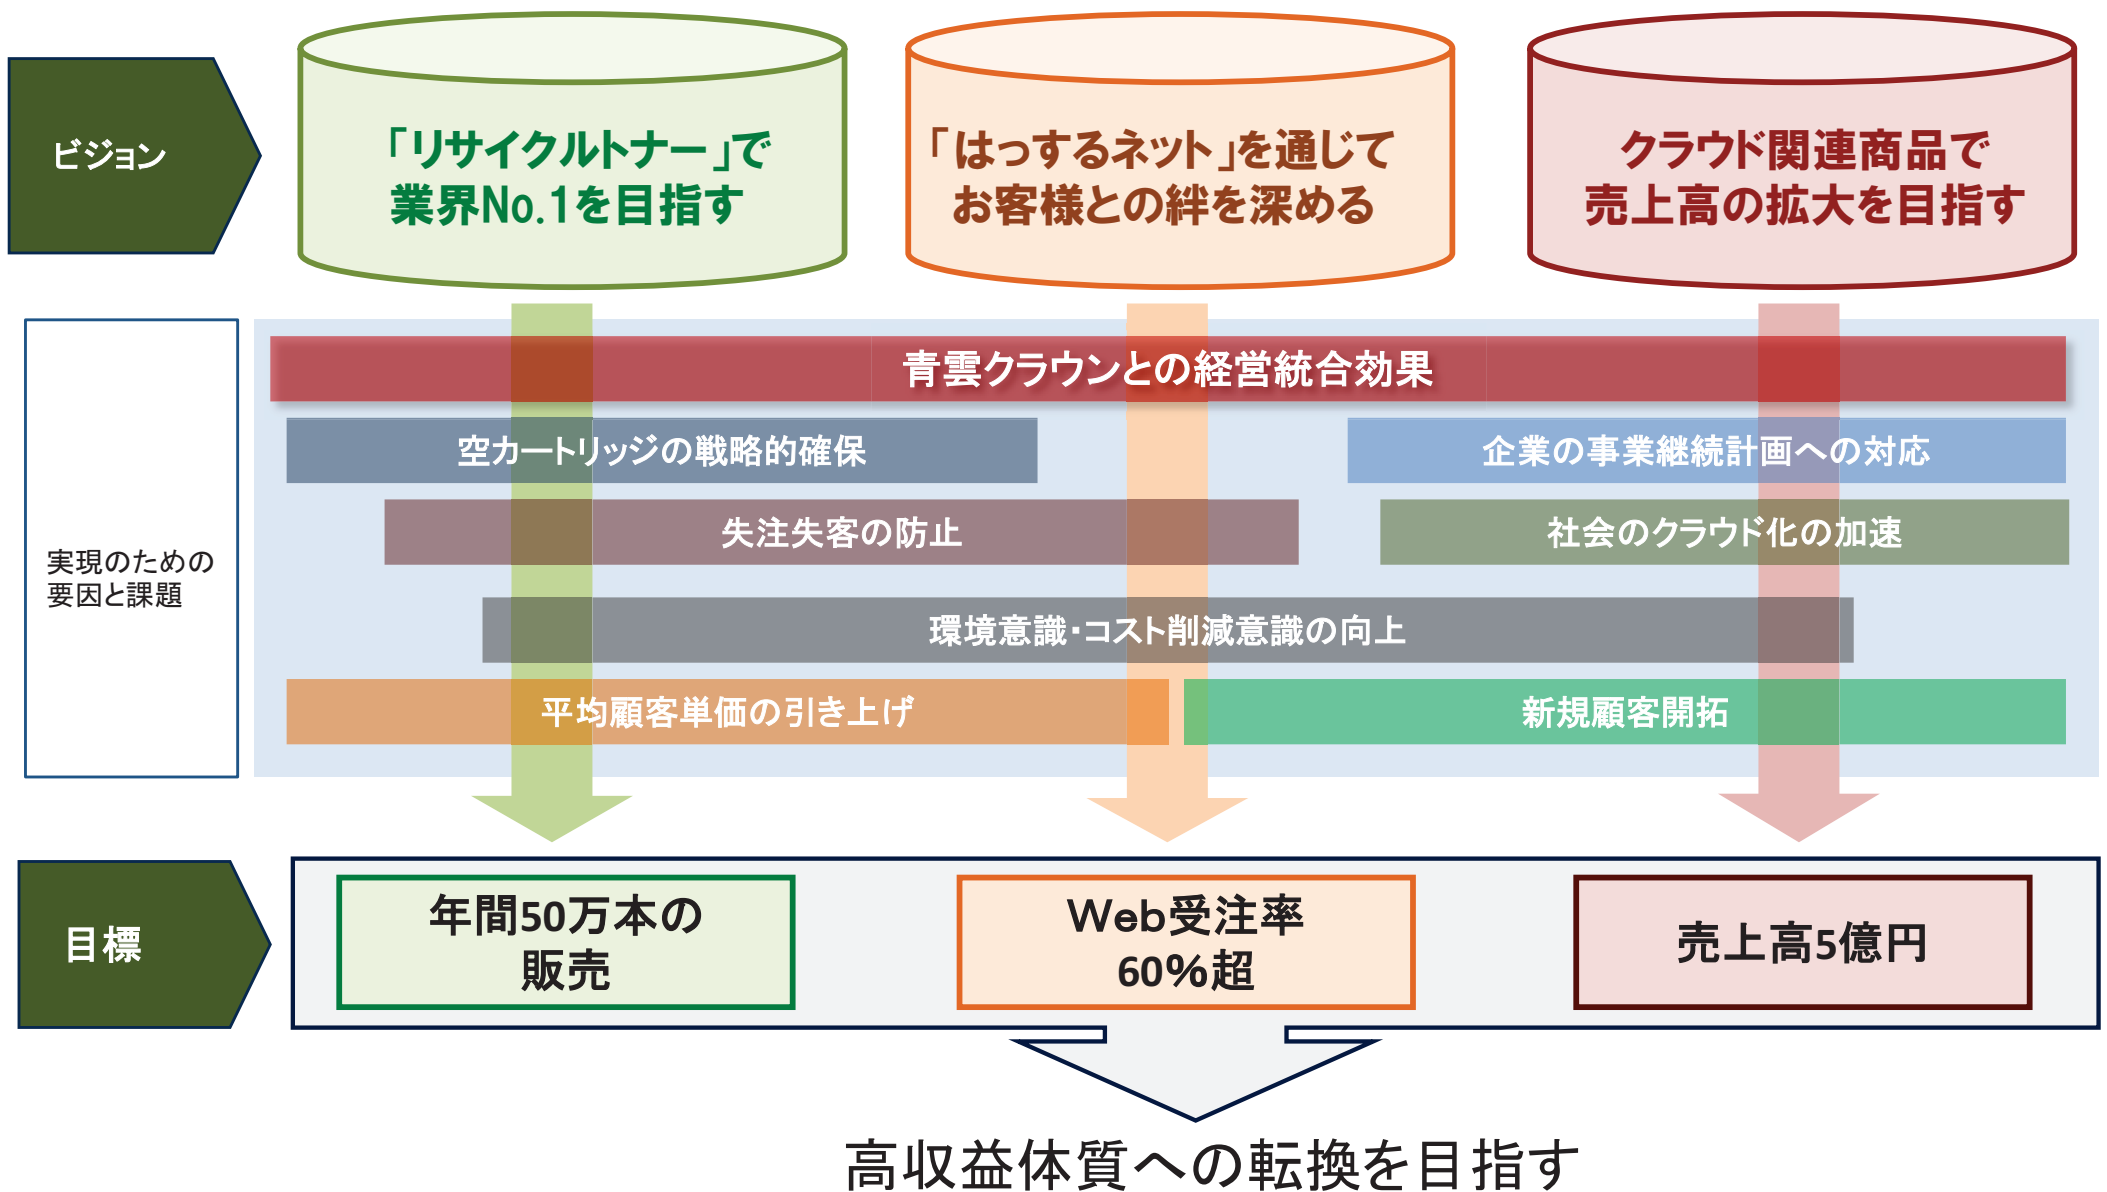 ビジョン
「リサイクルトナー」で
業界No.1を目指す
「はっするネット」を通じて
お客様との絆を深める
クラウド関連商品で
売上高の拡大を目指す
実現のための
要因と課題
青雲クラウンとの経営統合効果
空カートリッジの戦略的確保
企業の事業継続計画への対応
失注失客の防止
社会のクラウド化の加速
環境意識・コスト削減意識の向上
平均顧客単価の引き上げ
新規顧客開拓
目標
年間50万本の
販売
Web受注率
60%超
売上高5億円
高収益体質への転換を目指す